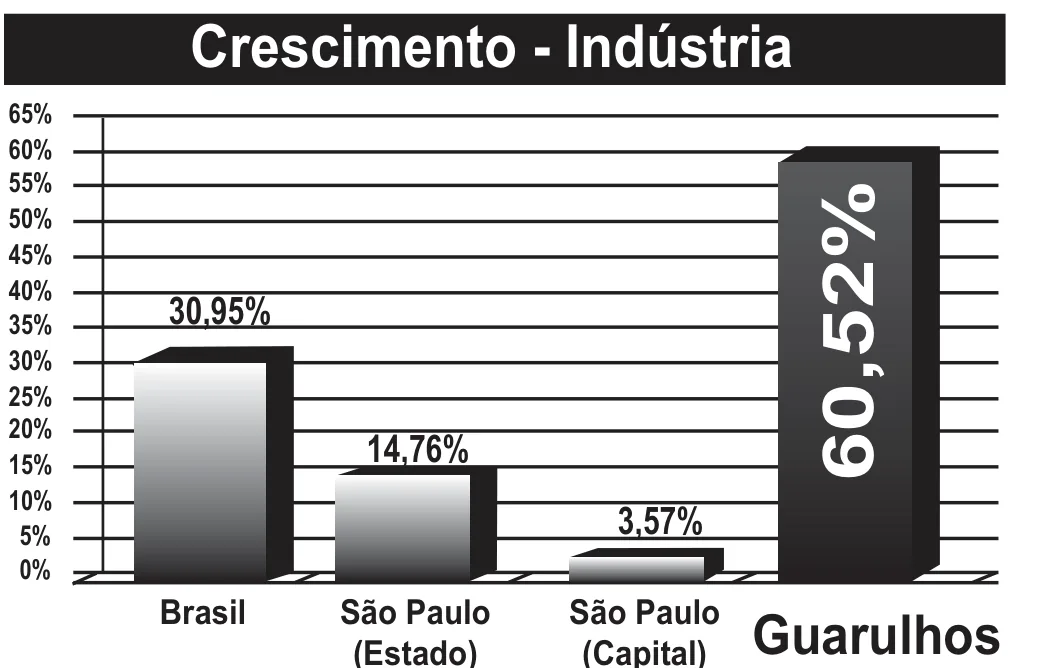 Crescimento - Indústria
65%
60%
55%
50%
45%
40%
35%
30%
25%
20%
15%
10%
5%
0%
30,95%
14,76%
3,57%
60,52%
Brasil
São Paulo
(Estado)
São Paulo
(Capital)
Guarulhos